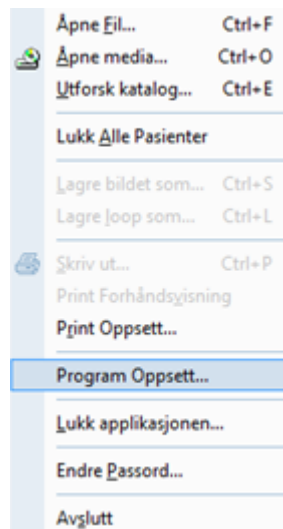 Åpne Fil... Ctrl+F
Åpne media... Ctrl+O
Utforsk katalog... Ctrl+E
Lukk Alle Pasienter
Lagre bildet som... Ctrl+S
Lagre loop som... Ctrl+L
Skriv ut... Ctrl+P
Print Forhåndsvisning
Print Oppsett...
Program Oppsett...
Lukk applikasjonen...
Endre Passord...
Avslutt